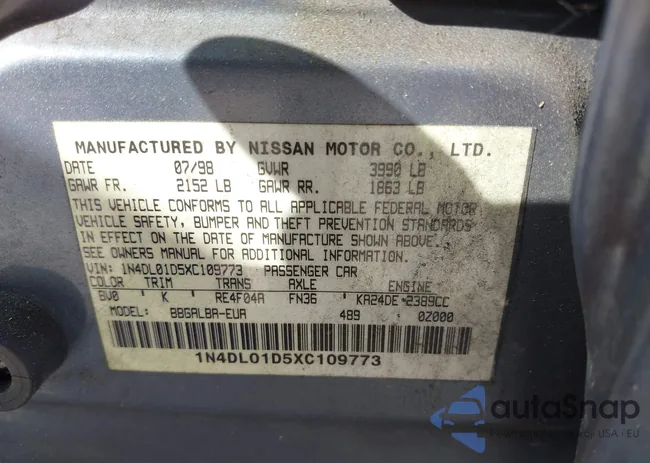 MANUFACTURED BY NISSAN MOTOR CO., LTD.
DATE 07/98 GVWR 3990 LB
GAWR FR. 2152 LB GAWR RR. 1863 LB
THIS VEHICLE CONFORMS TO ALL APPLICABLE FEDERAL MOTOR
VEHICLE SAFETY, BUMPER AND THEFT PREVENTION STANDARDS
IN EFFECT ON THE DATE OF MANUFACTURE SHOWN ABOVE.
SEE OWNERS MANUAL FOR ADDITIONAL INFORMATION.
VIN: 1N4DL01D5XC109773 PASSENGER CAR
COLOR TRIM TRANS AXLE ENGINE
BW0 K RE4F04A FN36 KA24DE 2389CC
MODEL: BBGALBA-EUA 489 0Z000
1N4DL01D5XC109773
autoSnap
USA i EU